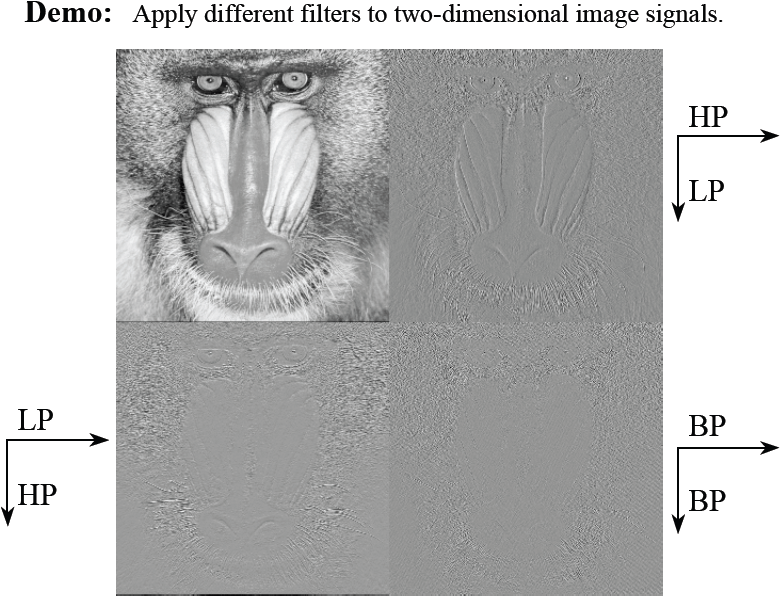 Demo: Apply different filters to two-dimensional image signals.
HP
LP
LP
HP
BP
BP